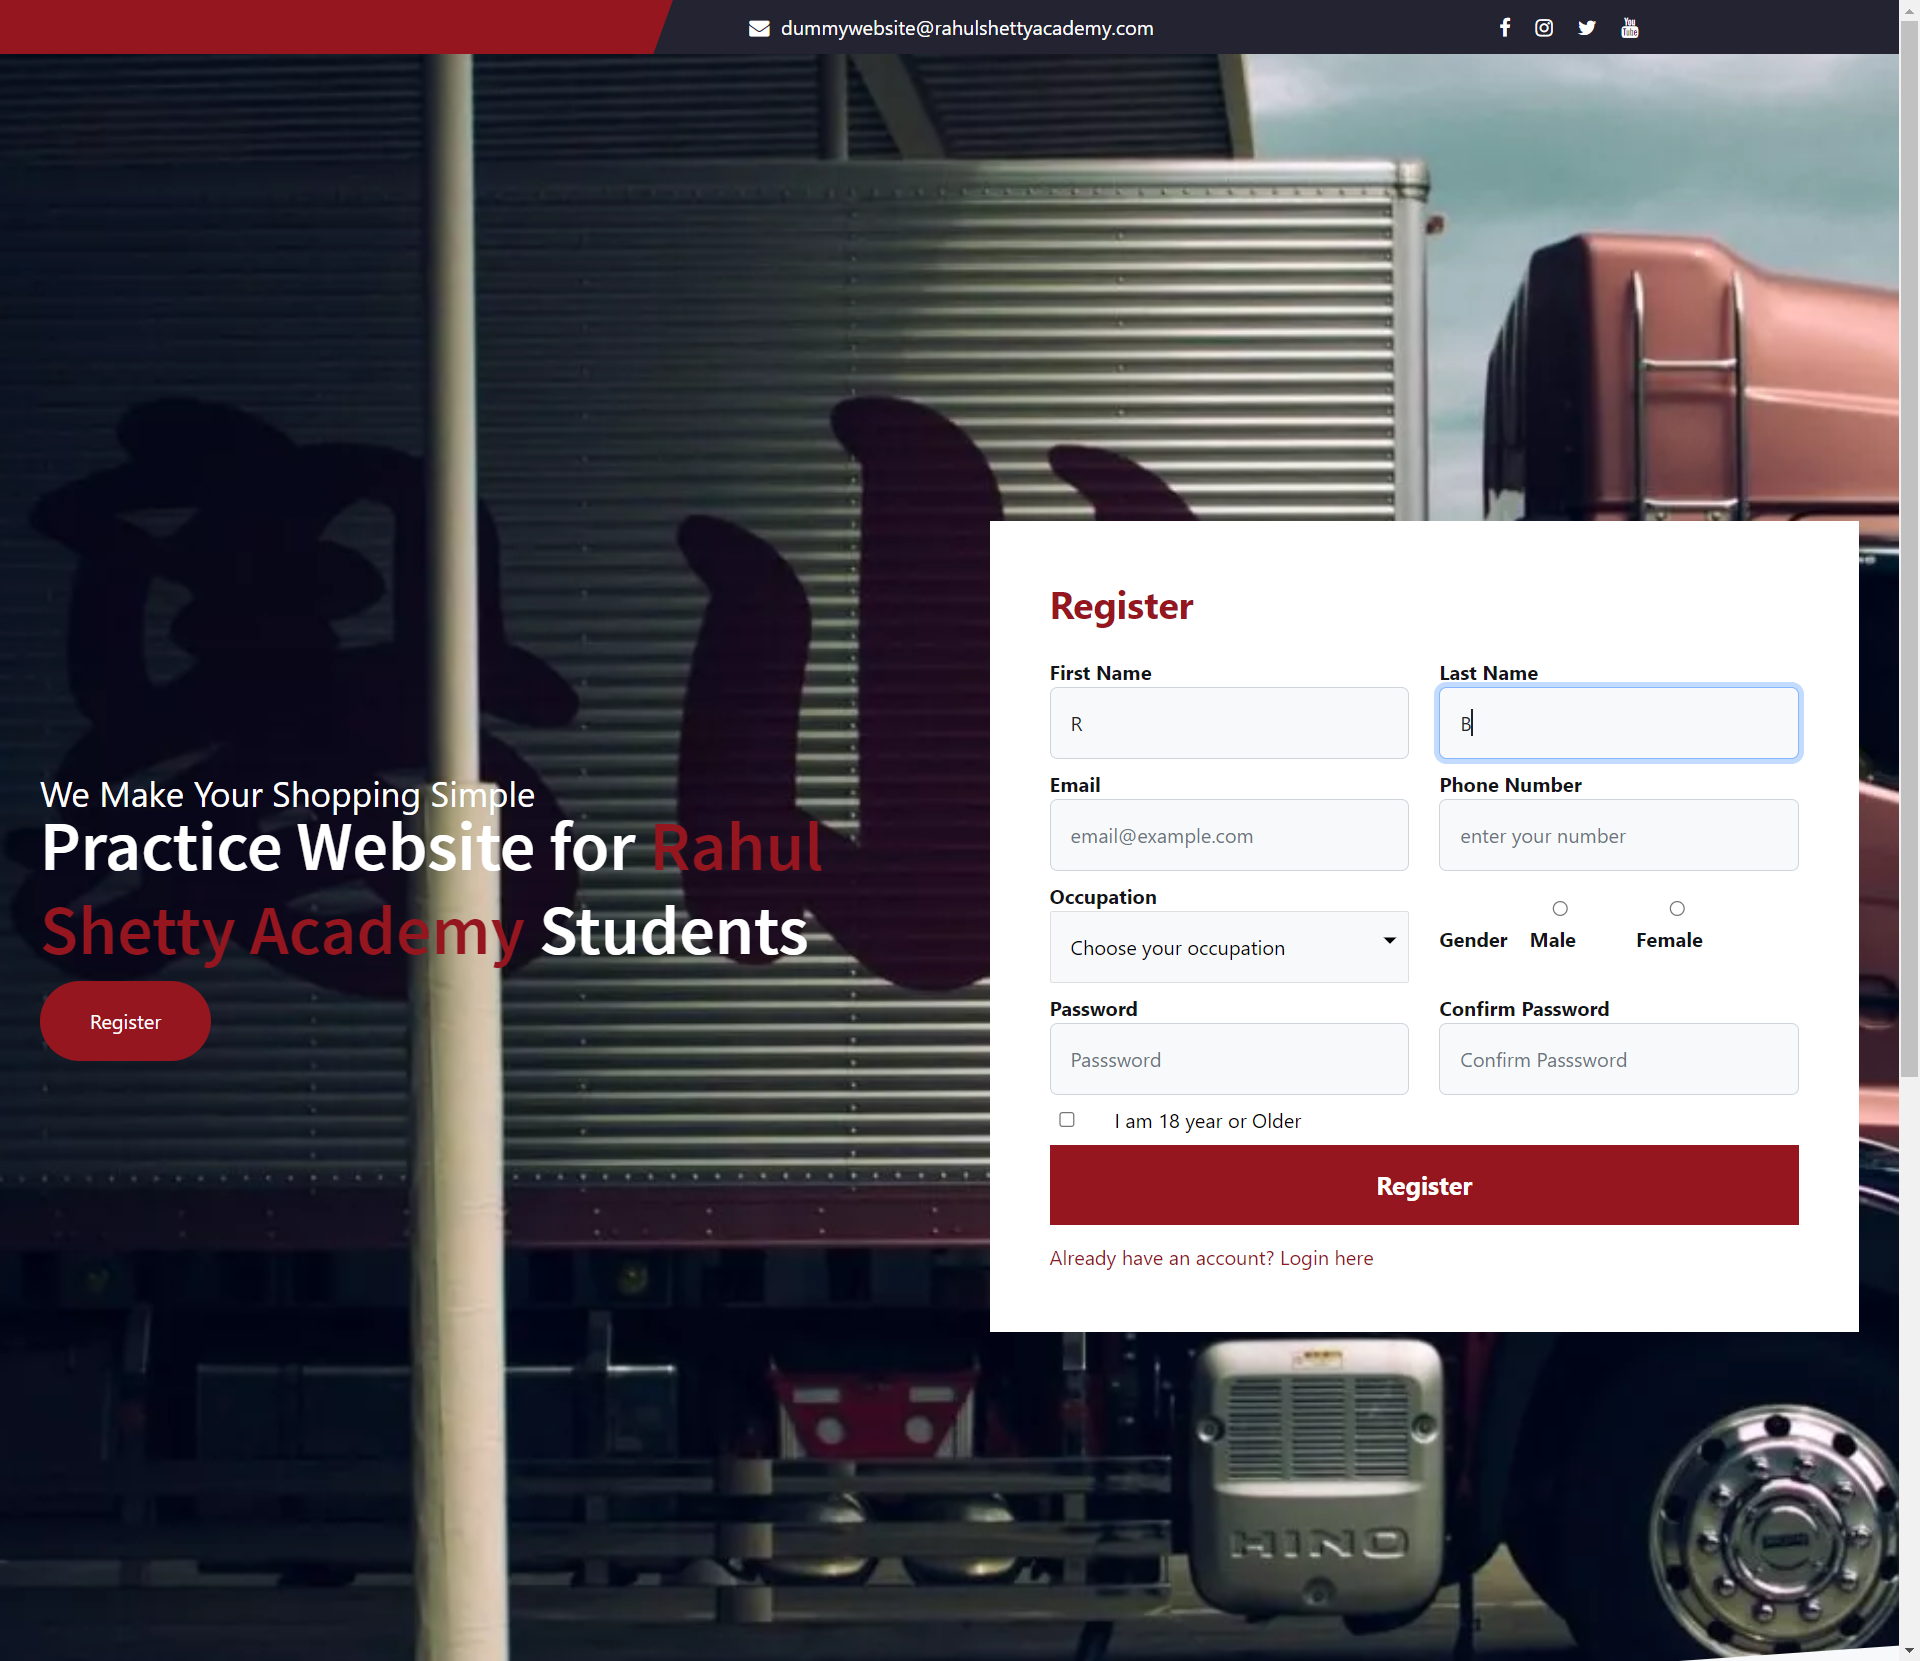 dummywebsite@rahulshettyacademy.com
We Make Your Shopping Simple
Practice Website for Rahul
Shetty Academy Students
Register
Register
First Name
Last Name
R
B
Email
Phone Number
email@example.com
enter your number
Occupation
Choose your occupation
Gender
Male
Female
Password
Confirm Password
Passsword
Confirm Passsword
I am 18 year or Older
Register
Already have an account? Login here
HINO